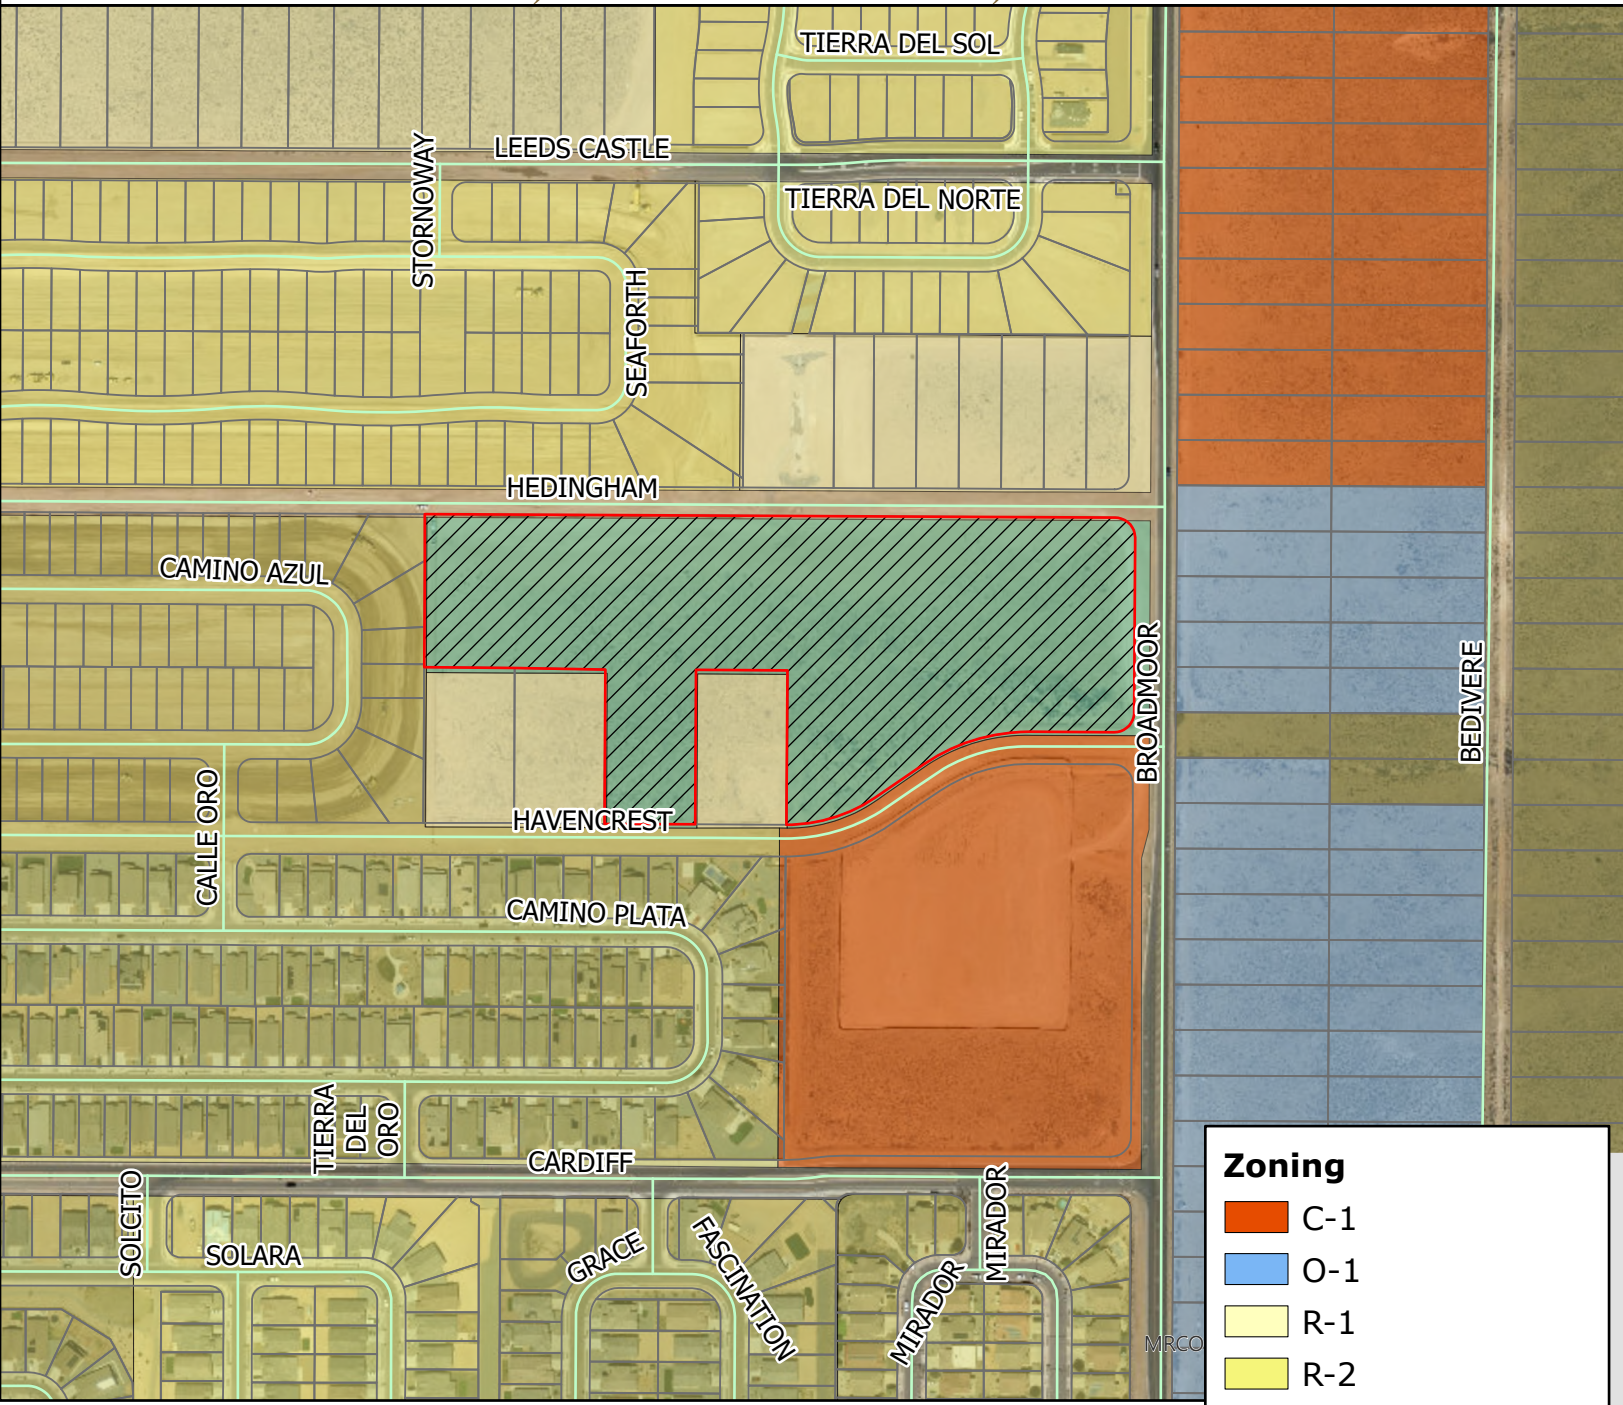 TIERRA DEL SOL
LEEDS CASTLE
STORNOWAY
TIERRA DEL NORTE
SEAFORTH
HEDINGHAM
CAMINO AZUL
BROADMOOR
BEDIVERE
CALLE ORO
HAVENCREST
CAMINO PLATA
TIERRA
DEL
ORO
CARDIFF
SOLCITO
SOLARA
GRACE
FASCINATION
MIRADOR
MIRADOR
MRCO
Zoning
C-1
O-1
R-1
R-2